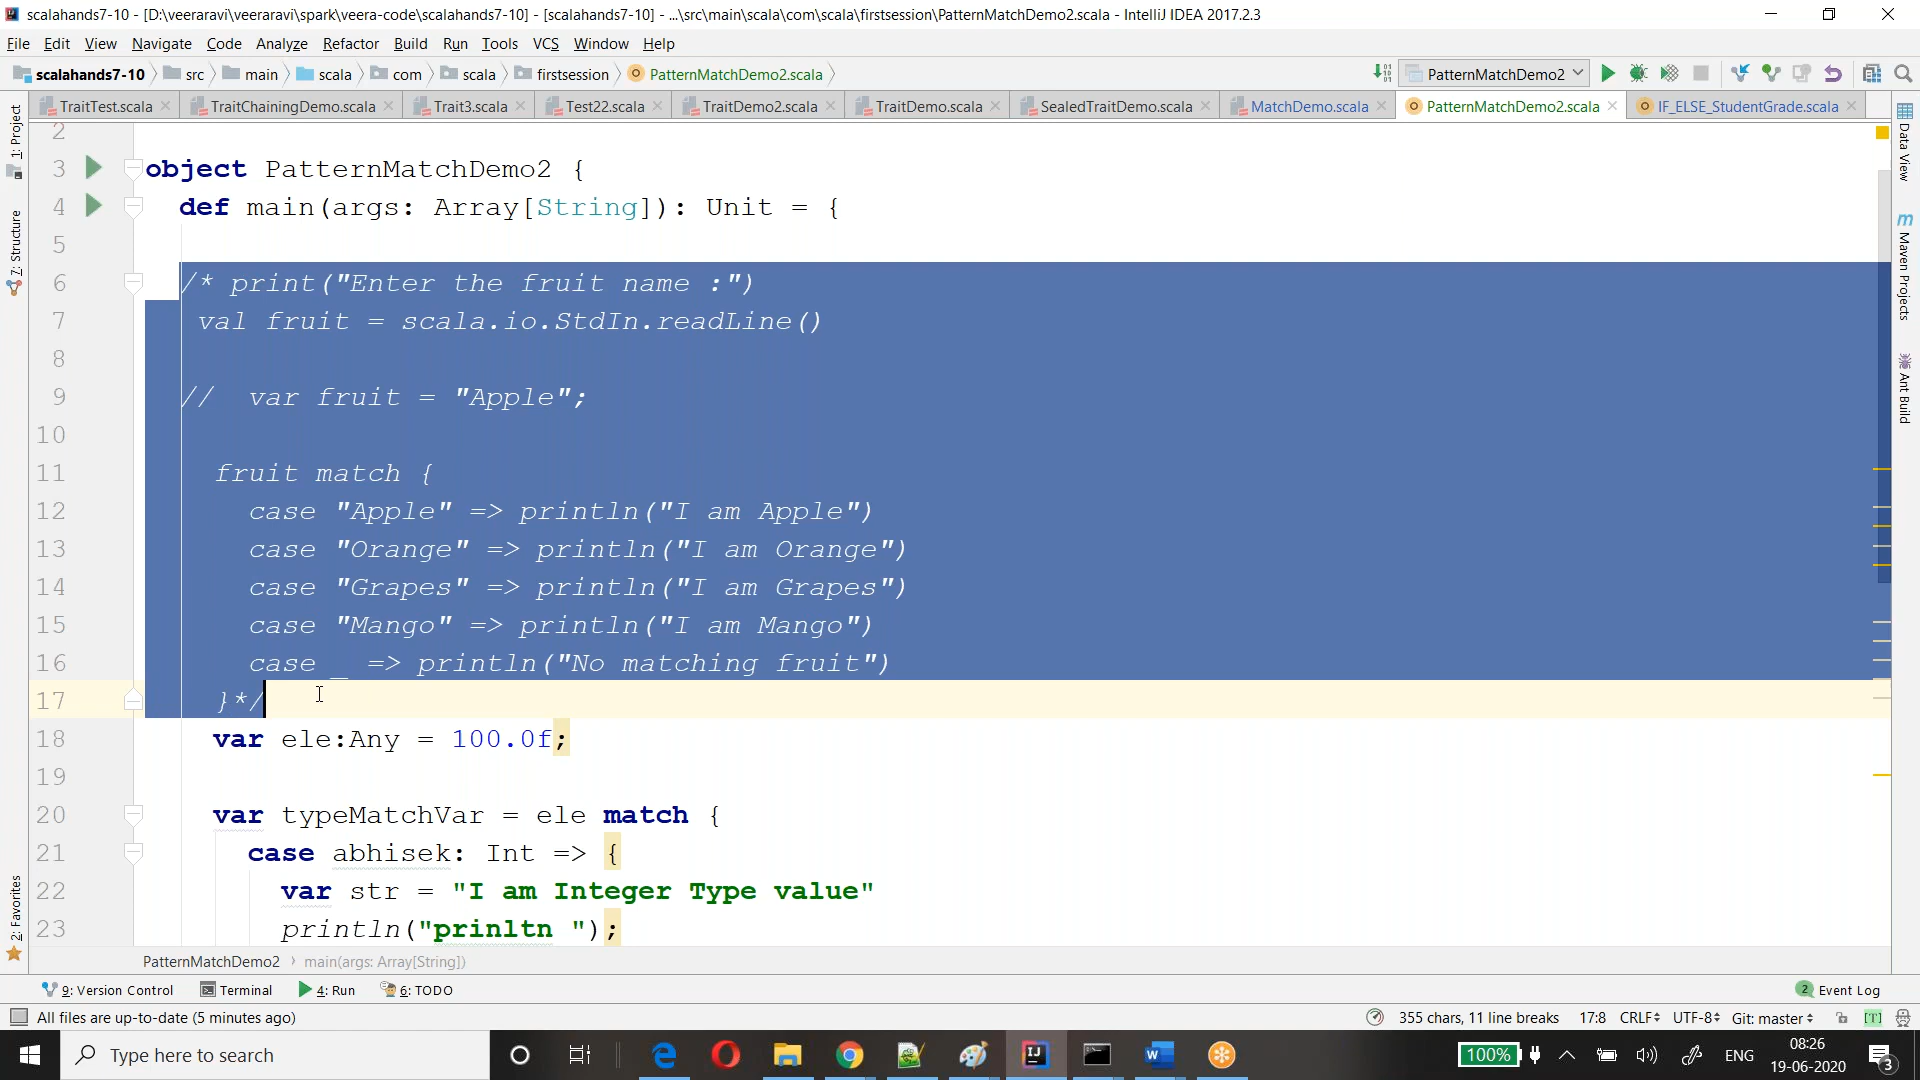 scalahands7-10 - [D:\veeraravi\veeraravi\spark\veera-code\scalahands7-10] - [scalahands7-10] - ...\src\main\scala\com\scala\firstsession\PatternMatchDemo2.scala - IntelliJ IDEA 2017.2.3
File Edit View Navigate Code Analyze Refactor Build Run Tools VCS Window Help
scalahands7-10 src main scala com scala firstsession PatternMatchDemo2.scala PatternMatchDemo2
TraitTest.scala TraitChainingDemo.scala Trait3.scala Test22.scala TraitDemo2.scala TraitDemo.scala SealedTraitDemo.scala MatchDemo.scala PatternMatchDemo2.scala IF_ELSE_StudentGrade.scala
1: Project
7: Structure
2: Favorites
2
3 object PatternMatchDemo2 {
4 def main(args: Array[String]): Unit = {
5
6 /* print("Enter the fruit name :")
7 val fruit = scala.io.StdIn.readLine()
8
9 // var fruit = "Apple";
10
11 fruit match {
12 case "Apple" => println("I am Apple")
13 case "Orange" => println("I am Orange")
14 case "Grapes" => println("I am Grapes")
15 case "Mango" => println("I am Mango")
16 case _ => println("No matching fruit")
17 }*/
18 var ele:Any = 100.0f;
19
20 var typeMatchVar = ele match {
21 case abhisek: Int => {
22 var str = "I am Integer Type value"
23 println("prinltn ");
Data View
Maven Projects
Ant Build
PatternMatchDemo2 main(args: Array[String])
9: Version Control Terminal 4: Run 6: TODO 2 Event Log
All files are up-to-date (5 minutes ago) 355 chars, 11 line breaks 17:8 CRLF UTF-8 Git: master [T]
Type here to search 100% ENG 08:26
19-06-2020 3